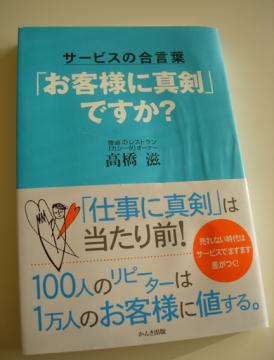 サービスの合言葉
「お客様に真剣」
ですか?
感動のレストラン
「カシータ」オーナー
高橋 滋
「仕事に真剣」は
当たり前!
売れない時代は
サービスでますます
差がつく!
100人のリピーターは
1万人のお客様に値する。
かんき出版